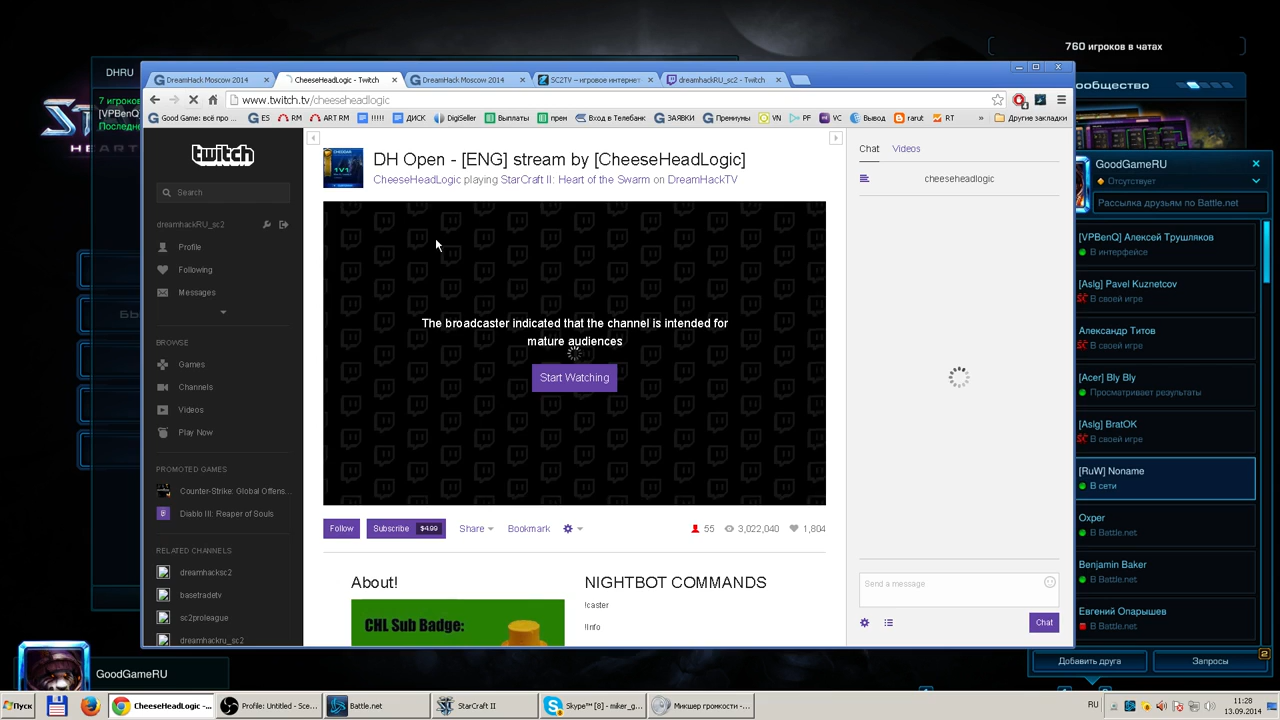 760 игроков в чатах
DHRU
DreamHack Moscow 2014
CheeseHeadLogic - Twitch
DreamHack Moscow 2014
SC2TV – игровое интернет
dreamhackRU_sc2 - Twitch
ообщество
www.twitch.tv/cheeseheadlogic
7 игроков
[VPBenQ]
Последне
Good Game: всё про ...
ES
RM
ART RM
!!!!!
ДИСК
DigiSeller
Выплаты
прем
Вход в Телебанк
ЗАЯВКИ
Премиумы
VN
PF
VC
Вывод
rarut
RT
»
Другие закладки
twitch
Search
dreamhackRU_sc2
Profile
Following
Messages
BROWSE
Games
Channels
Videos
Play Now
PROMOTED GAMES
Counter-Strike: Global Offens...
Diablo III: Reaper of Souls
RELATED CHANNELS
dreamhacksc2
basetradetv
sc2proleague
dreamhackru_sc2
DH Open - [ENG] stream by [CheeseHeadLogic]
CheeseHeadLogic playing StarCraft II: Heart of the Swarm on DreamHackTV
The broadcaster indicated that the channel is intended for
mature audiences
Start Watching
Follow
Subscribe $4.99
Share
Bookmark
55
3,022,040
1,804
About!
CHL Sub Badge:
NIGHTBOT COMMANDS
!caster
!Info
Chat
Videos
cheeseheadlogic
Send a message
Chat
GoodGameRU
Отсутствует
Рассылка друзьям по Battle.net
[VPBenQ] Алексей Трушляков
В интерфейсе
[Aslg] Pavel Kuznetcov
В своей игре
Александр Титов
В своей игре
[Acer] Bly Bly
Просматривает результаты
[Aslg] BratOK
В своей игре
[RuW] Noname
В сети
Oxper
В Battle.net
Benjamin Baker
В Battle.net
Евгений Опарышев
В Battle.net
Добавить друга
Запросы
2
GoodGameRU
Пуск
CheeseHeadLogic -...
Profile: Untitled - Sce...
Battle.net
StarCraft II
Skype™ [8] - miker_g...
Микшер громкости -...
RU
11:28
13.09.2014